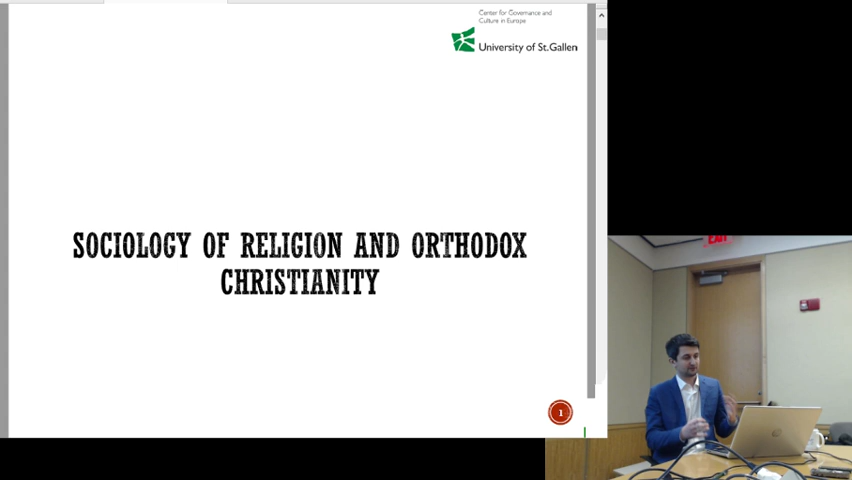 Center for Governance and
Culture in Europe
University of St.Gallen
SOCIOLOGY OF RELIGION AND ORTHODOX
CHRISTIANITY
1
EXIT